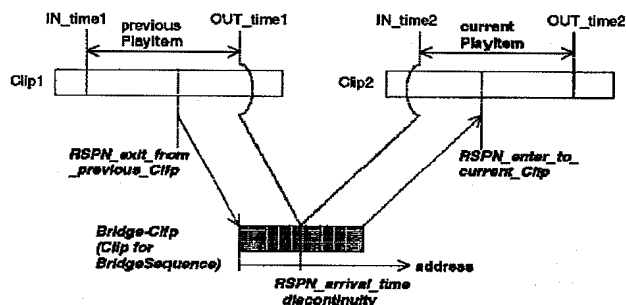 IN_time1
previous
PlayItem
OUT_time1
IN_time2
current
PlayItem
OUT_time2
Clip1
Clip2
RSPN_exit_from
_previous_Clip
RSPN_enter_to_
current_Clip
Bridge-Clip
(Clip for
BridgeSequence)
address
RSPN_arrival_time
discontinuity